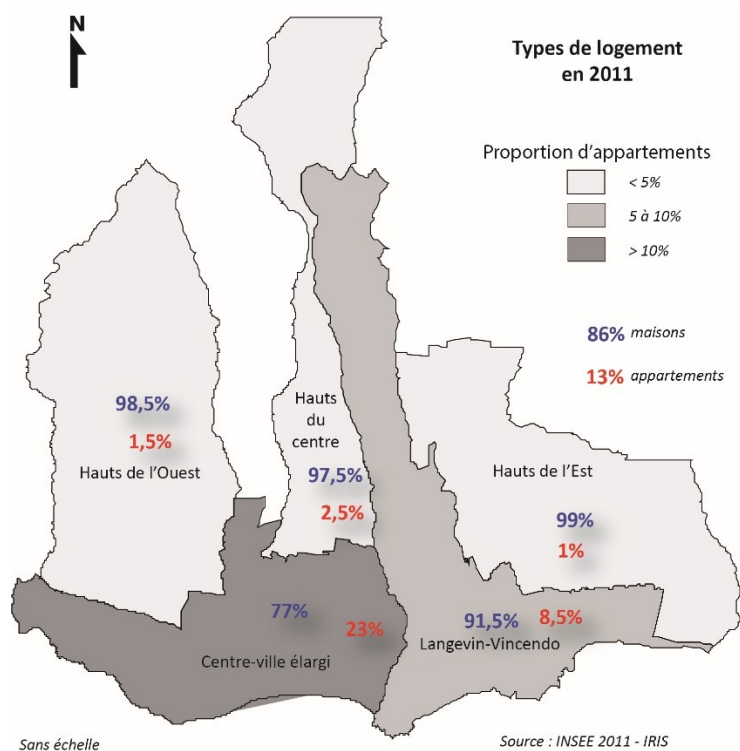 N
Types de logement
en 2011
Proportion d'appartements
< 5%
5 à 10%
> 10%
86% maisons
13% appartements
98,5%
1,5%
Hauts de l'Ouest
Hauts
du
centre
97,5%
2,5%
Hauts de l'Est
99%
1%
77%
23%
Centre-ville élargi
91,5%
8,5%
Langevin-Vincendo
Sans échelle
Source : INSEE 2011 - IRIS